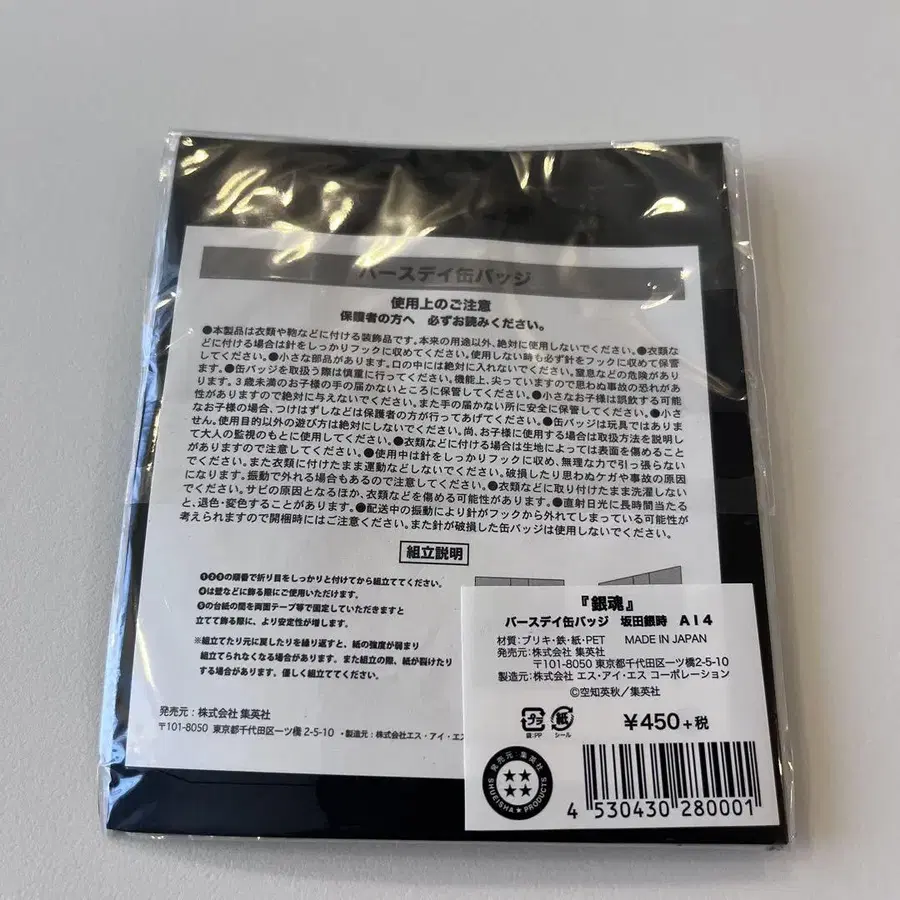 バースデイ缶バッジ
使用上のご注意
保護者の方へ　必ずお読みください。
●本製品は衣類や鞄などに付ける装飾品です。本来の用途以外、絶対に使用しないでください。●衣類な
どに付ける場合は針をしっかりフックに収めてください。使用しない時も必ず針をフックに収めて保管
してください。●小さな部品があります。口の中には絶対に入れないでください。窒息などの危険があり
ます。●缶バッジを取扱う際は慎重に行ってください。機能上、尖っていますので思わぬ事故の恐れがあ
ります。3歳未満のお子様の手の届かないところに保管してください。●小さなお子様は誤飲する可能
性がありますので絶対に与えないでください。また手の届かない所に安全に保管してください。●小さ
なお子様の場合、つけはずしなどは保護者の方が行ってあげてください。●缶バッジは玩具ではありま
せん。使用目的以外の遊び方は絶対にしないでください。尚、お子様に使用する場合は取扱方法を説明し
て大人の監視のもとに使用してください。●衣類などに付ける場合は生地によっては表面を傷めること
がありますので注意してください。●使用中は針をしっかりフックに収め、無理な力で引っ張らない
でください。また衣類に付けたまま運動などしないでください。破損したり思わぬケガや事故の原因
になります。振動で外れる場合もあるので注意してください。●衣類などに取り付けたまま洗濯しない
でください。サビの原因となるほか、衣類などを傷める可能性があります。●直射日光に長時間当たる
と、退色・変色することがあります。●配送中の振動により針がフックから外れてしまっている可能性が
考えられますので開梱時にはご注意ください。また針が破損した缶バッジは使用しないでください。
組立説明
❶❷❸の順番で折り目をしっかりと付けてから組立ててください。
❹は壁などに飾る際にご使用いただけます。
❺の台紙の間を両面テープ等で固定していただきますと
立てて飾る際に、より安定性が増します。
※組立てたり元に戻したりを繰り返すと、紙の強度が弱まり
組立てられなくなる場合があります。また組立の際、紙が裂けたり
する場合があります。優しく組立ててください。
発売元：株式会社 集英社
〒101-8050 東京都千代田区一ツ橋2-5-10 ・製造元：株式会社エス・アイ・エス
『銀魂』
バースデイ缶バッジ　坂田銀時　A14
材質：ブリキ・鉄・紙・PET　MADE IN JAPAN
発売元：株式会社 集英社
〒101-8050 東京都千代田区一ツ橋2-5-10
製造元：株式会社 エス・アイ・エス コーポレーション
©空知英秋／集英社
プラ
袋:PP
紙
シール
¥450＋税
発売元：集英社
SHUEISHA★PRODUCTS
4 530430 280001